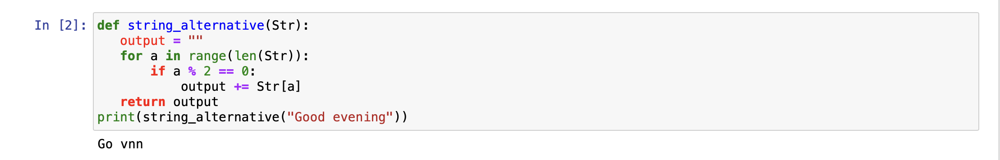 In [2]:
def string_alternative(Str):
   output = ""
   for a in range(len(Str)):
       if a % 2 == 0:
           output += Str[a]
   return output
print(string_alternative("Good evening"))
Go vnn